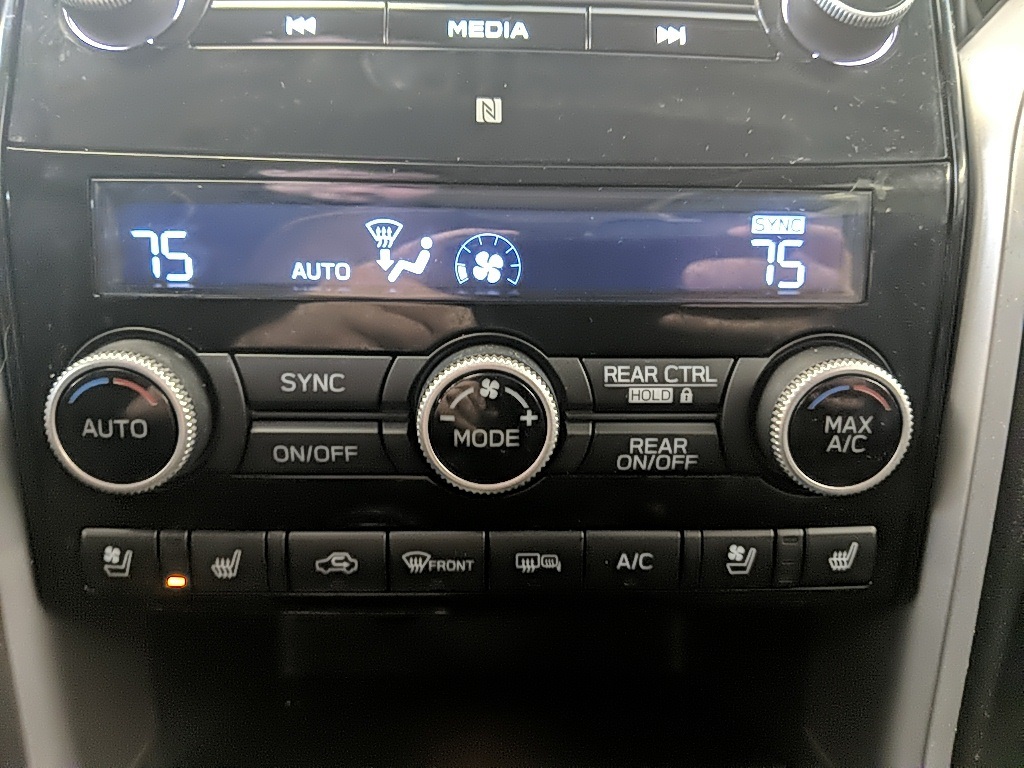 MEDIA
SYNC
75
AUTO
75
SYNC
REAR CTRL
HOLD
AUTO
MODE
- +
MAX
A/C
ON/OFF
REAR
ON/OFF
FRONT
A/C